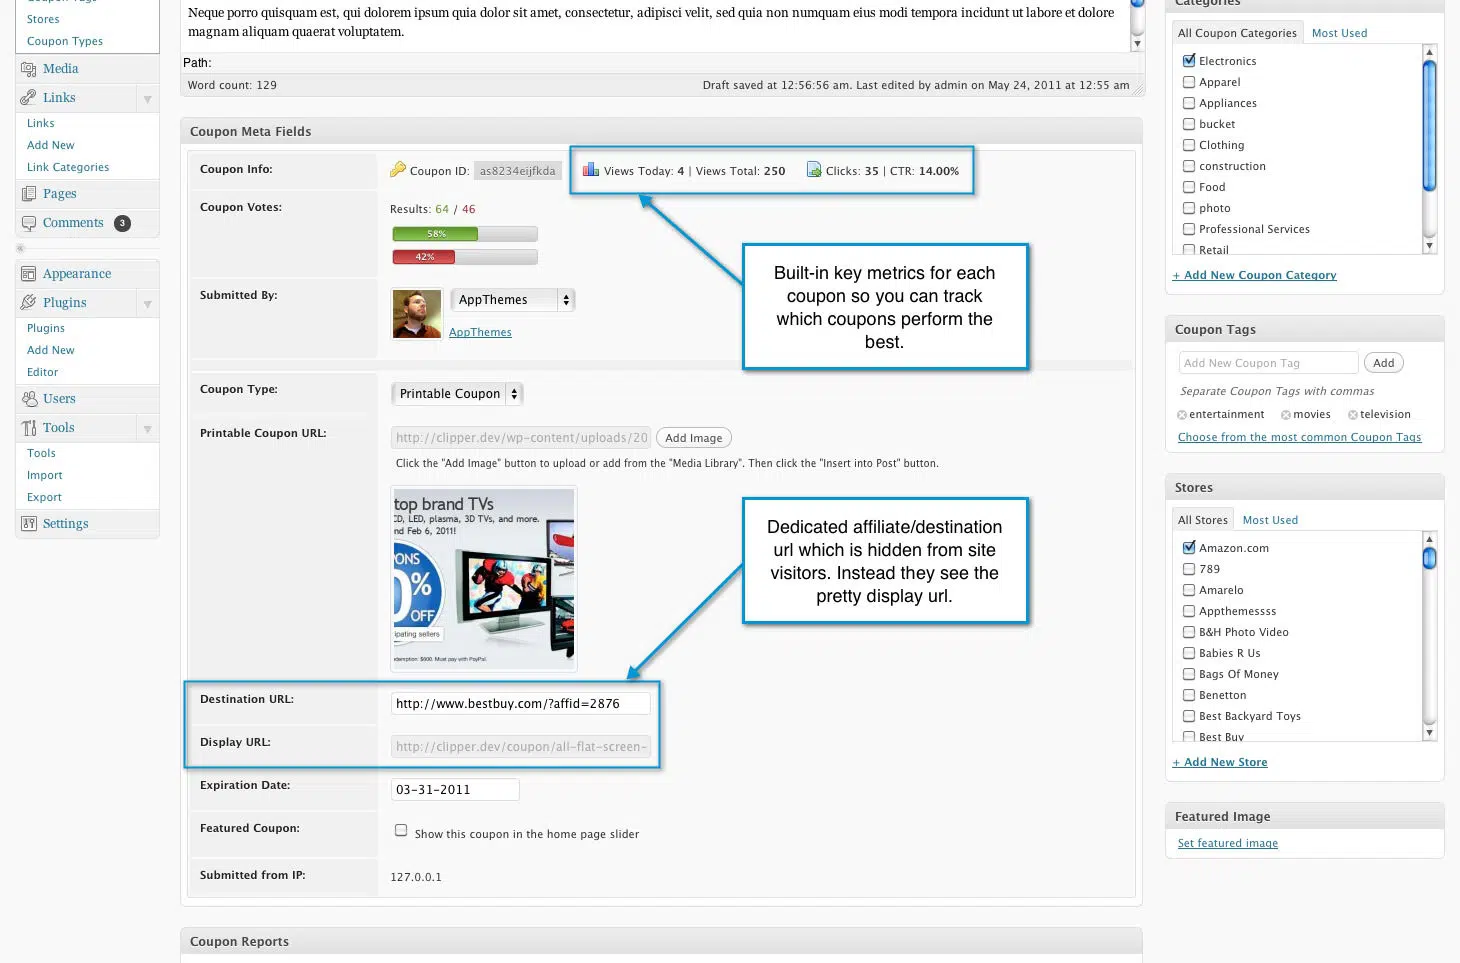 Coupon Tags
Stores
Coupon Types
Media
Links
Links
Add New
Link Categories
Pages
Comments 3
Appearance
Plugins
Plugins
Add New
Editor
Users
Tools
Tools
Import
Export
Settings
Neque porro quisquam est, qui dolorem ipsum quia dolor sit amet, consectetur, adipisci velit, sed quia non numquam eius modi tempora incidunt ut labore et dolore
magnam aliquam quaerat voluptatem.
Path:
Word count: 129
Draft saved at 12:56:56 am. Last edited by admin on May 24, 2011 at 12:55 am
Coupon Meta Fields
Coupon Info:
Coupon ID: as8234eijfkda
Views Today: 4 | Views Total: 250
Clicks: 35 | CTR: 14.00%
Coupon Votes:
Results: 64 / 46
58%
42%
Built-in key metrics for each
coupon so you can track
which coupons perform the
best.
Submitted By:
AppThemes
AppThemes
Coupon Type:
Printable Coupon
Printable Coupon URL:
http://clipper.dev/wp-content/uploads/20
Add Image
Click the "Add Image" button to upload or add from the "Media Library". Then click the "Insert into Post" button.
top brand TVs
CD, LED, plasma, 3D TVs, and more.
nd Feb 6, 2011!
ONS
0%
OFF
ipating sellers
demption: $600. Must pay with PayPal.
Dedicated affiliate/destination
url which is hidden from site
visitors. Instead they see the
pretty display url.
Destination URL:
http://www.bestbuy.com/?affid=2876
Display URL:
http://clipper.dev/coupon/all-flat-screen-
Expiration Date:
03-31-2011
Featured Coupon:
Show this coupon in the home page slider
Submitted from IP:
127.0.0.1
Coupon Reports
Categories
All Coupon Categories
Most Used
Electronics
Apparel
Appliances
bucket
Clothing
construction
Food
photo
Professional Services
Retail
+ Add New Coupon Category
Coupon Tags
Add New Coupon Tag
Add
Separate Coupon Tags with commas
entertainment
movies
television
Choose from the most common Coupon Tags
Stores
All Stores
Most Used
Amazon.com
789
Amarelo
Appthemessss
B&H Photo Video
Babies R Us
Bags Of Money
Benetton
Best Backyard Toys
Best Buy
+ Add New Store
Featured Image
Set featured image